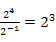 2⁴/2⁻¹ = 2³